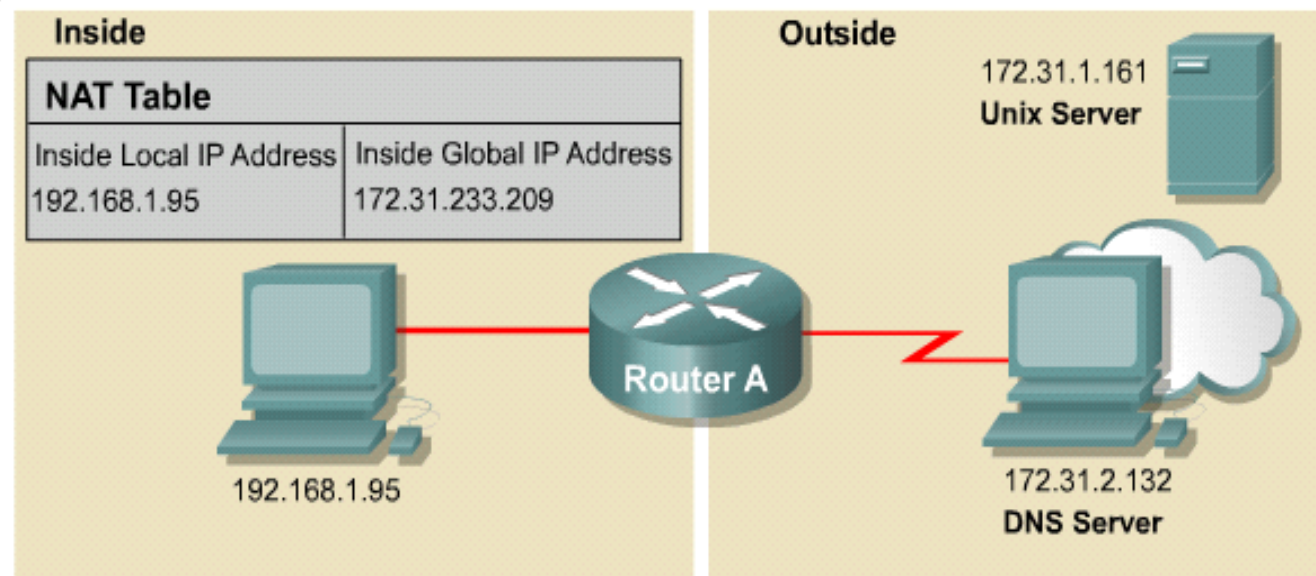 Inside
NAT Table
Inside Local IP Address
Inside Global IP Address
192.168.1.95
172.31.233.209
192.168.1.95
Router A
Outside
172.31.1.161
Unix Server
172.31.2.132
DNS Server